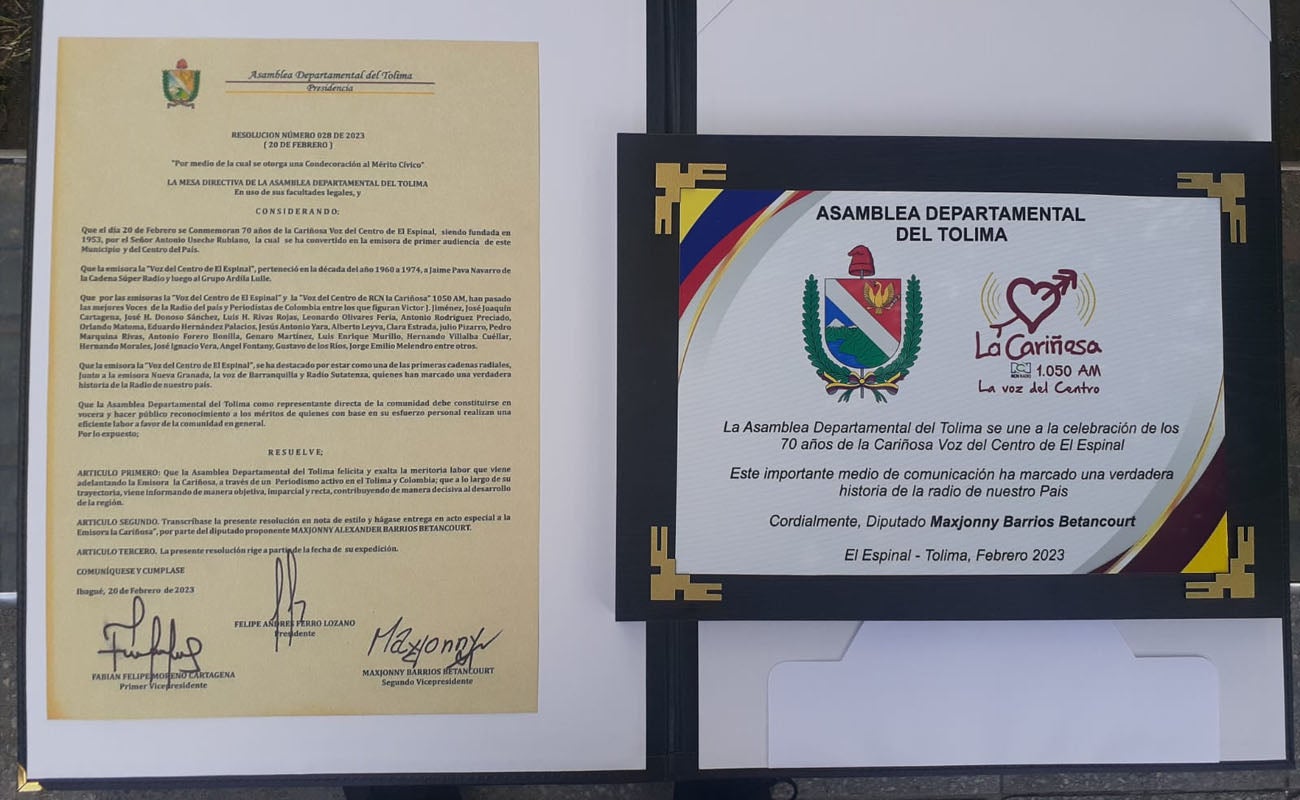 Asamblea Departamental del Tolima
Presidencia
RESOLUCION NÚMERO 028 DE 2023
( 20 DE FEBRERO )
"Por medio de la cual se otorga una Condecoración al Mérito Cívico"
LA MESA DIRECTIVA DE LA ASAMBLEA DEPARTAMENTAL DEL TOLIMA
En uso de sus facultades legales, y
CONSIDERANDO:
Que el día 20 de Febrero se Conmemoran 70 años de la Cariñosa Voz del Centro de El Espinal, siendo fundada en
1953, por el Señor Antonio Useche Rubiano, la cual se ha convertido en la emisora de primer audiencia de este
Municipio y del Centro del País.
Que la emisora la "Voz del Centro de El Espinal", perteneció en la década del año 1960 a 1974, a Jaime Pava Navarro de
la Cadena Súper Radio y luego al Grupo Ardila Lulle.
Que por las emisoras la "Voz del Centro de El Espinal" y la "Voz del Centro de RCN la Cariñosa" 1050 AM, han pasado
las mejores Voces de la Radio del país y Periodistas de Colombia entre los que figuran Victor J. Jiménez, José Joaquín
Cartagena, José H. Donoso Sánchez, Luis H. Rivas Rojas, Leonardo Olivares Feria, Antonio Rodríguez Preciado,
Orlando Matoma, Eduardo Hernández Palacios, Jesús Antonio Yara, Alberto Leyva, Clara Estrada, Julio Pizarro, Pedro
Marquina Rivas, Antonio Forero Bonilla, Genaro Martínez, Luis Enrique Murillo, Hernando Villalba Cuéllar,
Hernando Morales, José Ignacio Vera, Angel Fontany, Gustavo de los Ríos, Jorge Emilio Melendro entre otros.
Que la emisora la "Voz del Centro de El Espinal", se ha destacado por estar como una de las primeras cadenas radiales,
junto a la emisora Nueva Granada, la voz de Barranquilla y Radio Sutatenza, quienes han marcado una verdadera
historia de la Radio de nuestro país.
Que la Asamblea Departamental del Tolima como representante directa de la comunidad debe constituirse en
vocera y hacer público reconocimiento a los méritos de quienes con base en su esfuerzo personal realizan una
eficiente labor a favor de la comunidad en general.
Por lo expuesto;
RESUELVE;
ARTICULO PRIMERO: Que la Asamblea Departamental del Tolima felicita y exalta la meritoria labor que viene
adelantando la Emisora la Cariñosa, a través de un Periodismo activo en el Tolima y Colombia; que a lo largo de su
trayectoria, viene informando de manera objetiva, imparcial y recta, contribuyendo de manera decisiva al desarrollo
de la región.
ARTICULO SEGUNDO. Transcríbase la presente resolución en nota de estilo y hágase entrega en acto especial a la
Emisora la Cariñosa", por parte del diputado proponente MAXJONNY ALEXANDER BARRIOS BETANCOURT.
ARTICULO TERCERO. La presente resolución rige a partir de la fecha de su expedición.
COMUNÍQUESE Y CUMPLASE
Ibagué, 20 de Febrero de 2023
FELIPE ANDRES FERRO LOZANO
Presidente
Maxjonny
FABIAN FELIPE MORENO CARTAGENA
Primer Vicepresidente
MAXJONNY BARRIOS BETANCOURT
Segundo Vicepresidente
ASAMBLEA DEPARTAMENTAL
DEL TOLIMA
La Cariñosa
RCN RADIO 1.050 AM
La voz del Centro
La Asamblea Departamental del Tolima se une a la celebración de los
70 años de la Cariñosa Voz del Centro de El Espinal
Este importante medio de comunicación ha marcado una verdadera
historia de la radio de nuestro Pais
Cordialmente, Diputado Maxjonny Barrios Betancourt
El Espinal - Tolima, Febrero 2023